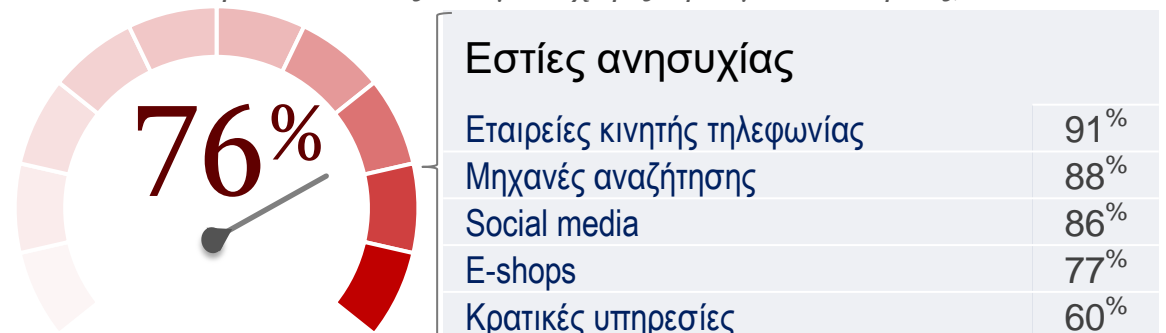 76%
Εστίες ανησυχίας
Εταιρείες κινητής τηλεφωνίας 91%
Μηχανές αναζήτησης 88%
Social media 86%
E-shops 77%
Κρατικές υπηρεσίες 60%